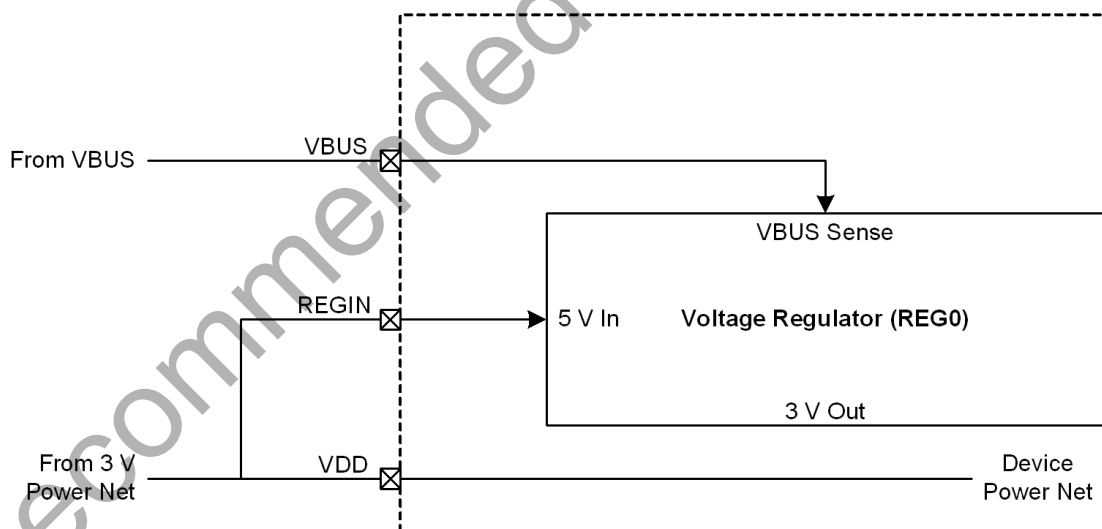 ecommended
VBUS
From VBUS
VBUS Sense
REGIN
5 V In
Voltage Regulator (REG0)
3 V Out
From 3 V
Power Net
VDD
Device
Power Net